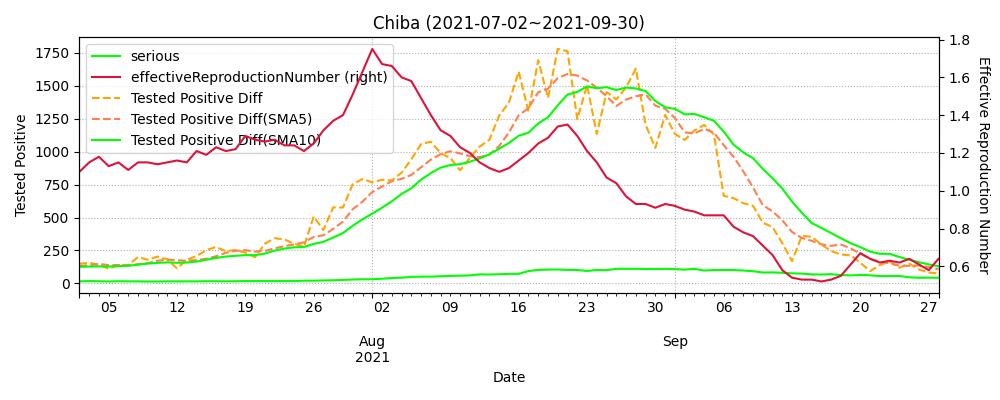 Chiba (2021-07-02~2021-09-30)
serious
effectiveReproductionNumber (right)
Tested Positive Diff
Tested Positive Diff(SMA5)
Tested Positive Diff(SMA10)
Tested Positive
1750
1500
1250
1000
750
500
250
0
1.8
1.6
1.4
1.2
1.0
0.8
0.6
Effective Reproduction Number
05
12
19
26
02
09
16
23
30
06
13
20
27
Aug
2021
Sep
Date